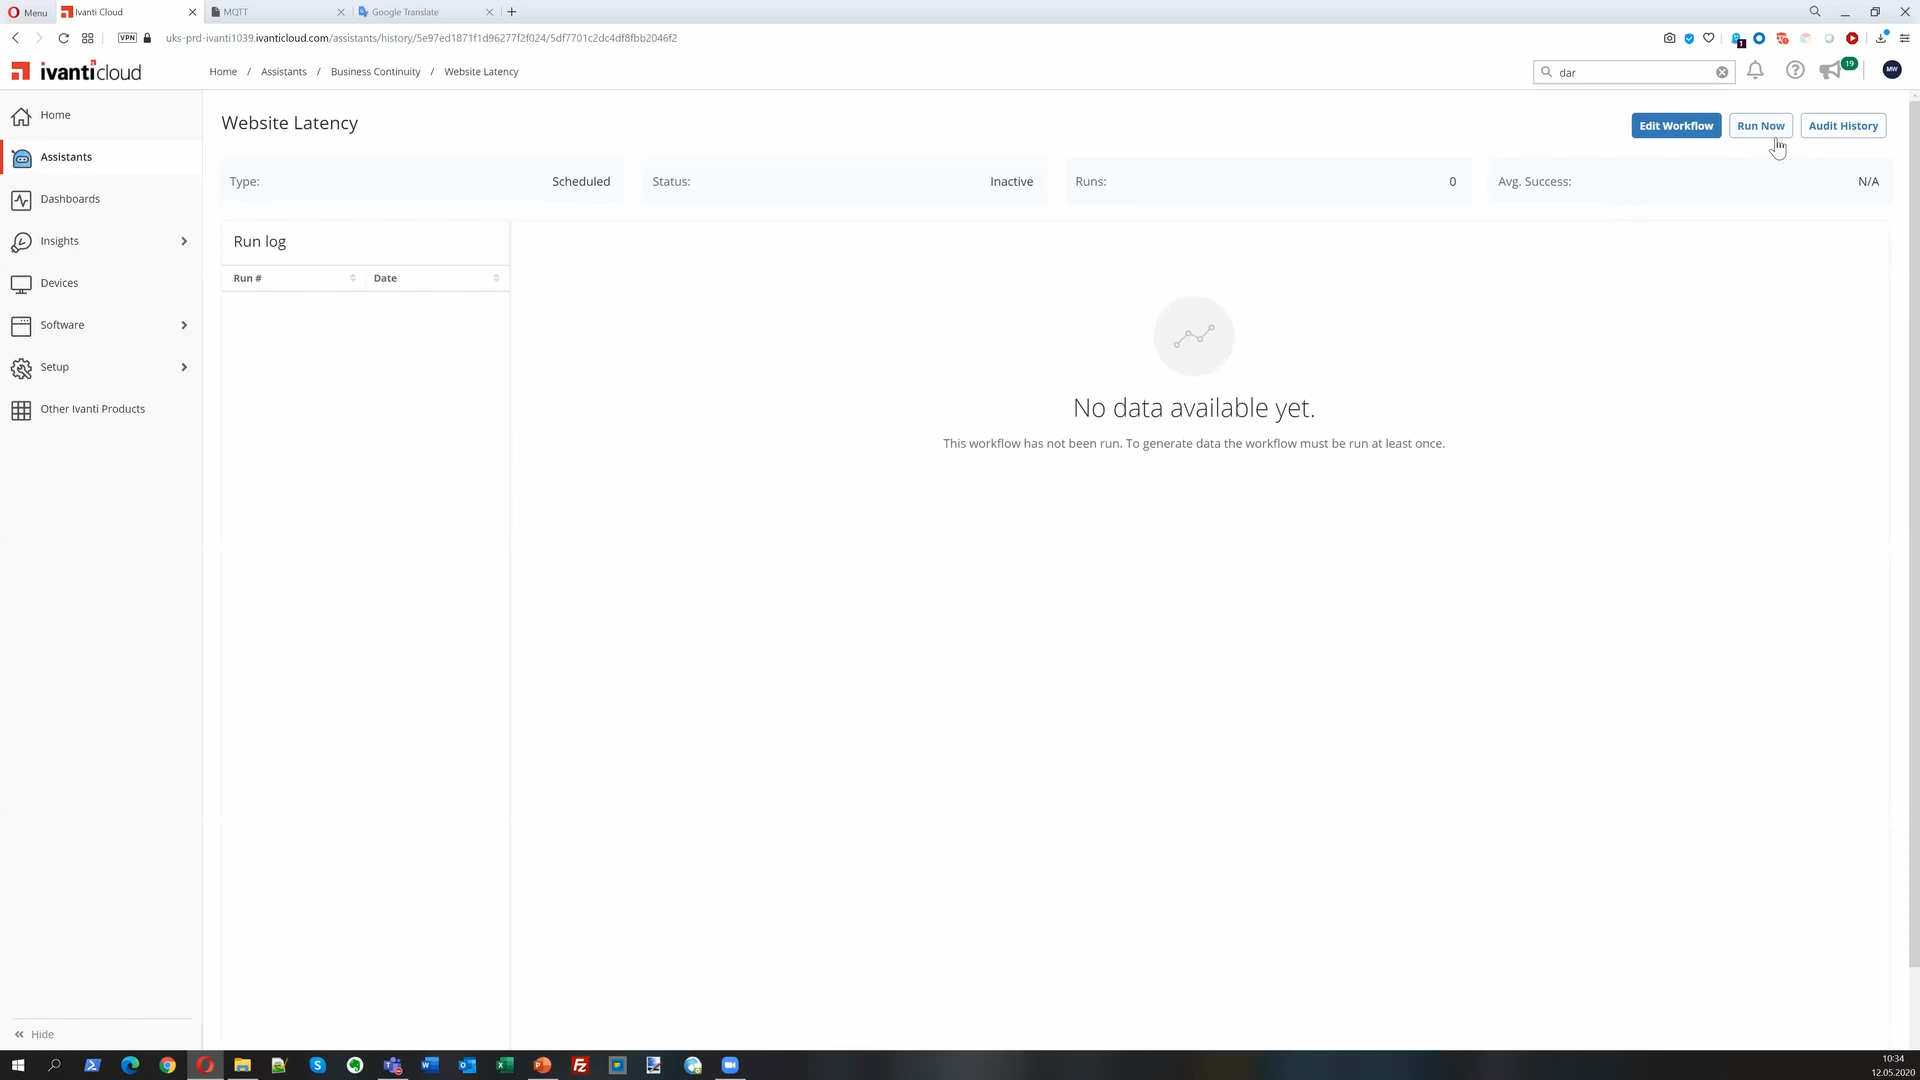 Menu
Ivanti Cloud
MQTT
Google Translate
VPN
uks-prd-ivanti1039.ivanticloud.com/assistants/history/5e97ed1871f1d96277f2f024/5df7701c2dc4df8fbb2046f2
1
ivanticloud
Home / Assistants / Business Continuity / Website Latency
dar
19
MW
Home
Assistants
Dashboards
Insights
Devices
Software
Setup
Other Ivanti Products
Hide
Website Latency
Edit Workflow
Run Now
Audit History
Type: Scheduled
Status: Inactive
Runs: 0
Avg. Success: N/A
Run log
Run # Date
No data available yet.
This workflow has not been run. To generate data the workflow must be run at least once.
10:34
12.05.2020